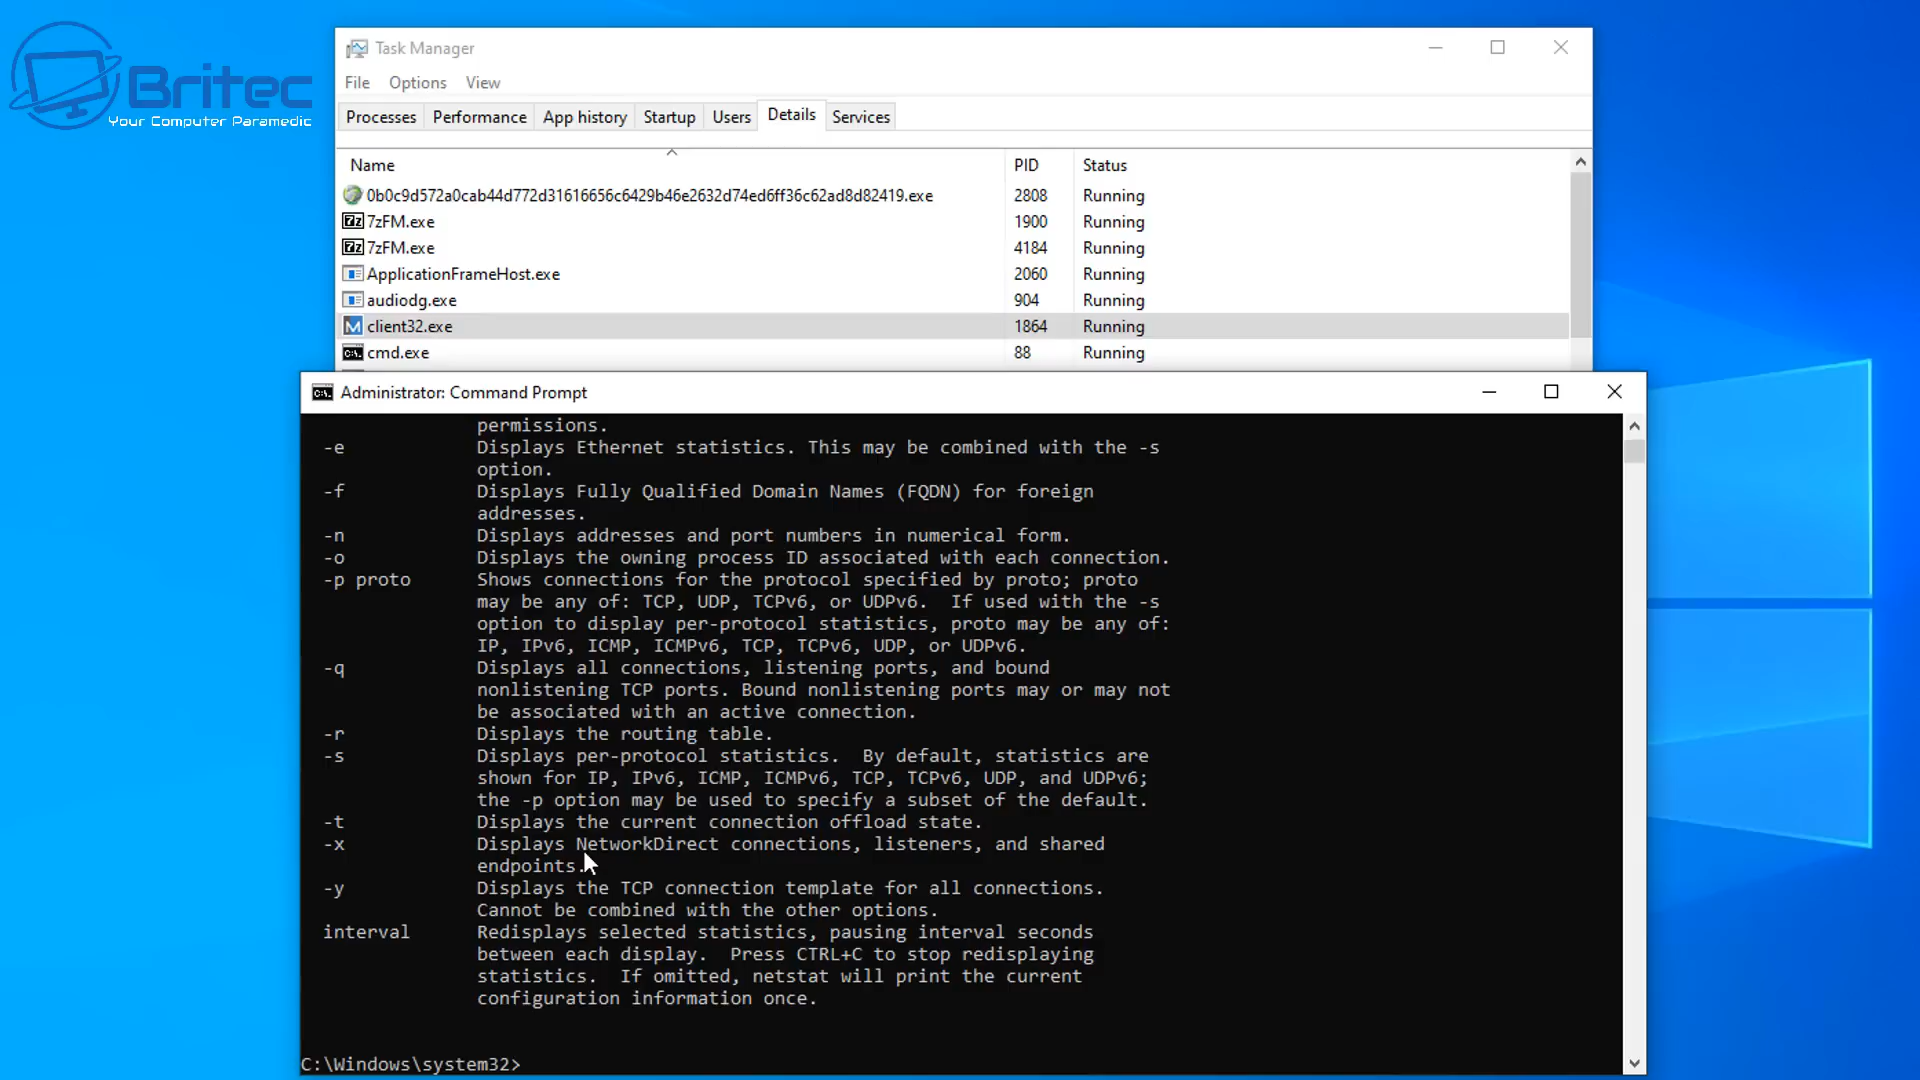 Britec
Your Computer Paramedic
Task Manager
File Options View
Processes Performance App history Startup Users Details Services
Name PID Status
0b0c9d572a0cab44d772d31616656c6429b46e2632d74ed6ff36c62ad8d82419.exe 2808 Running
7zFM.exe 1900 Running
7zFM.exe 4184 Running
ApplicationFrameHost.exe 2060 Running
audiodg.exe 904 Running
client32.exe 1864 Running
cmd.exe 88 Running
Administrator: Command Prompt
permissions.
-e Displays Ethernet statistics. This may be combined with the -s
option.
-f Displays Fully Qualified Domain Names (FQDN) for foreign
addresses.
-n Displays addresses and port numbers in numerical form.
-o Displays the owning process ID associated with each connection.
-p proto Shows connections for the protocol specified by proto; proto
may be any of: TCP, UDP, TCPv6, or UDPv6. If used with the -s
option to display per-protocol statistics, proto may be any of:
IP, IPv6, ICMP, ICMPv6, TCP, TCPv6, UDP, or UDPv6.
-q Displays all connections, listening ports, and bound
nonlistening TCP ports. Bound nonlistening ports may or may not
be associated with an active connection.
-r Displays the routing table.
-s Displays per-protocol statistics. By default, statistics are
shown for IP, IPv6, ICMP, ICMPv6, TCP, TCPv6, UDP, and UDPv6;
the -p option may be used to specify a subset of the default.
-t Displays the current connection offload state.
-x Displays NetworkDirect connections, listeners, and shared
endpoints.
-y Displays the TCP connection template for all connections.
Cannot be combined with the other options.
interval Redisplays selected statistics, pausing interval seconds
between each display. Press CTRL+C to stop redisplaying
statistics. If omitted, netstat will print the current
configuration information once.
C:\Windows\system32>